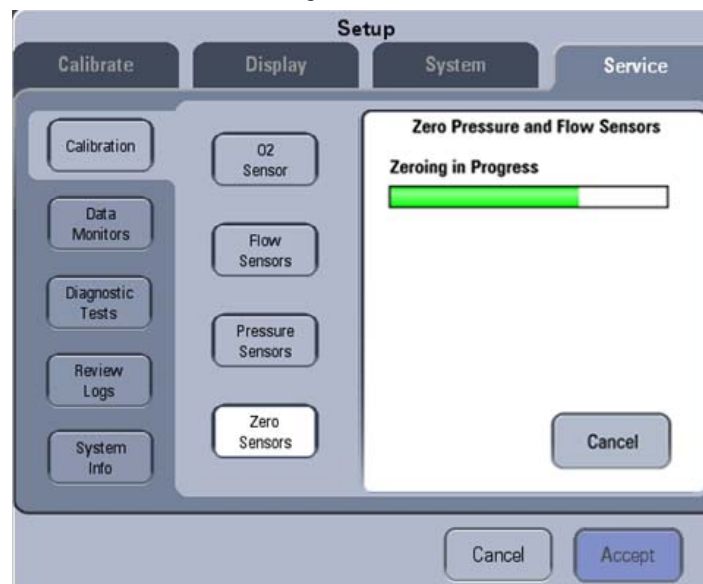 Setup
Calibrate
Display
System
Service
Calibration
Data
Monitors
Diagnostic
Tests
Review
Logs
System
Info
O2
Sensor
Flow
Sensors
Pressure
Sensors
Zero
Sensors
Zero Pressure and Flow Sensors
Zeroing in Progress
Cancel
Cancel
Accept